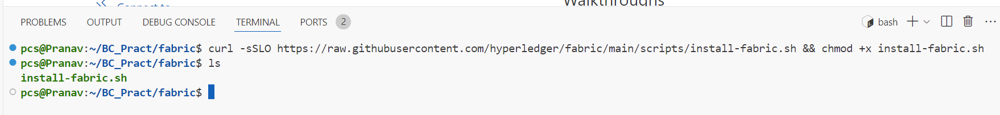 Connect to
Walkthroughs
PROBLEMS OUTPUT DEBUG CONSOLE TERMINAL PORTS 2 bash
pcs@Pranav:~/BC_Pract/fabric$ curl -sSLO https://raw.githubusercontent.com/hyperledger/fabric/main/scripts/install-fabric.sh && chmod +x install-fabric.sh
pcs@Pranav:~/BC_Pract/fabric$ ls
install-fabric.sh
pcs@Pranav:~/BC_Pract/fabric$